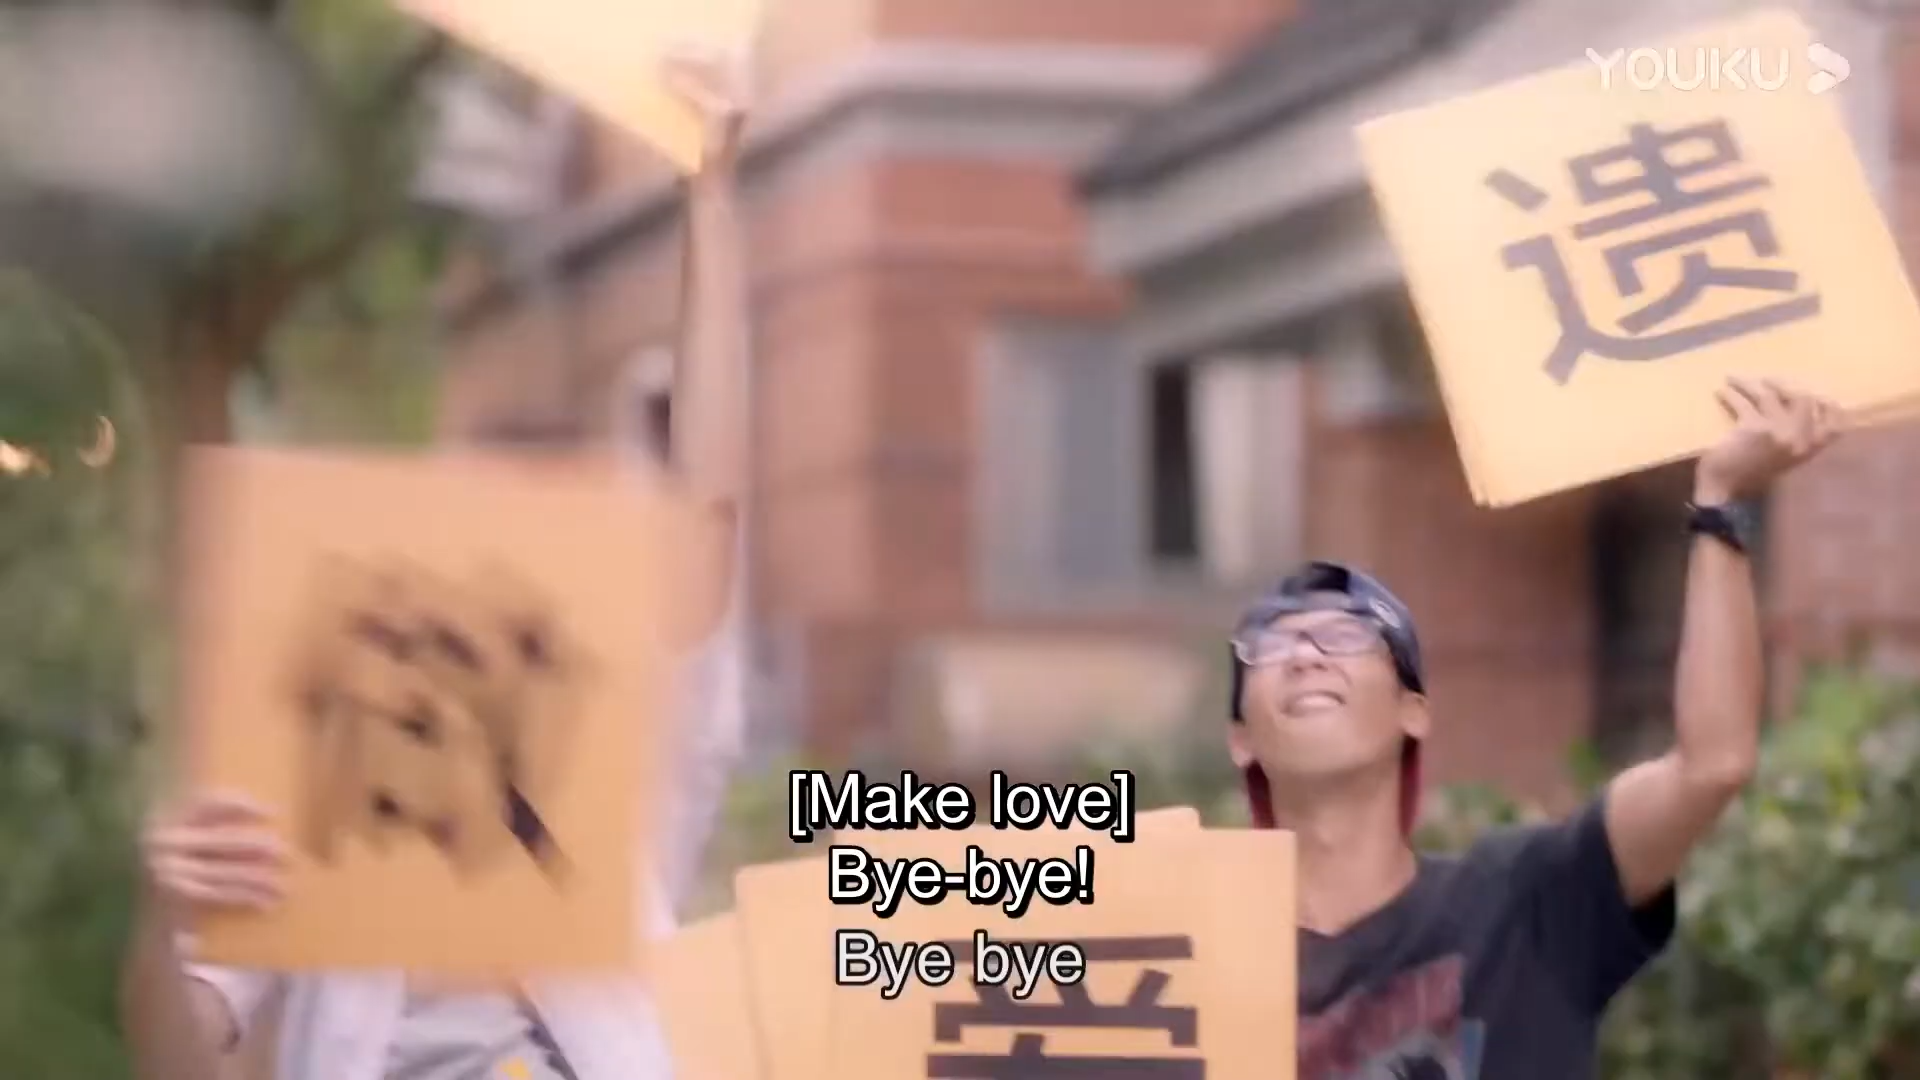 YOUKU
遗
[Make love]
Bye-bye!
Bye bye